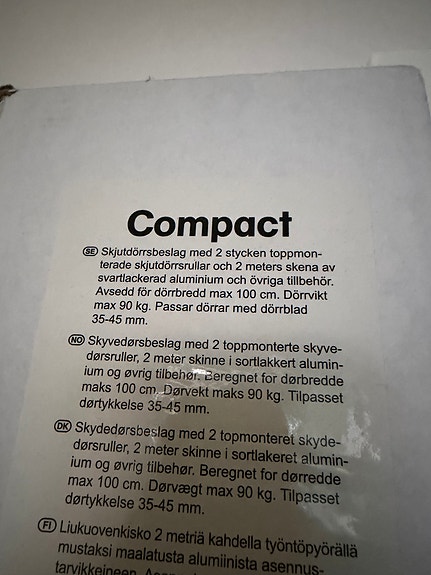 Compact
SE Skjutdörrsbeslag med 2 stycken toppmon-
terade skjutdörrsrullar och 2 meters skena av
svartlackerad aluminium och övriga tillbehör.
Avsedd för dörrbredd max 100 cm. Dörrvikt
max 90 kg. Passar dörrar med dörrblad
35-45 mm.
NO Skyvedørsbeslag med 2 toppmonterte skyve-
dørsruller, 2 meter skinne i sortlakkert alumin-
ium og øvrig tilbehør. Beregnet for dørbredde
maks 100 cm. Dørvekt maks 90 kg. Tilpasset
dørtykkelse 35-45 mm.
DK Skydedørsbeslag med 2 topmonteret skyde-
dørsruller, 2 meter skinne i sortlakeret alumin-
ium og øvrig tilbehør. Beregnet for dørredde
max 100 cm. Dørvægt max 90 kg. Tilpasset
dørtykkelse 35-45 mm.
FI Liukuovenkisko 2 metriä kahdella työntöpyörällä
mustaksi maalatusta alumiinista asennus-
tarvikkeineen.